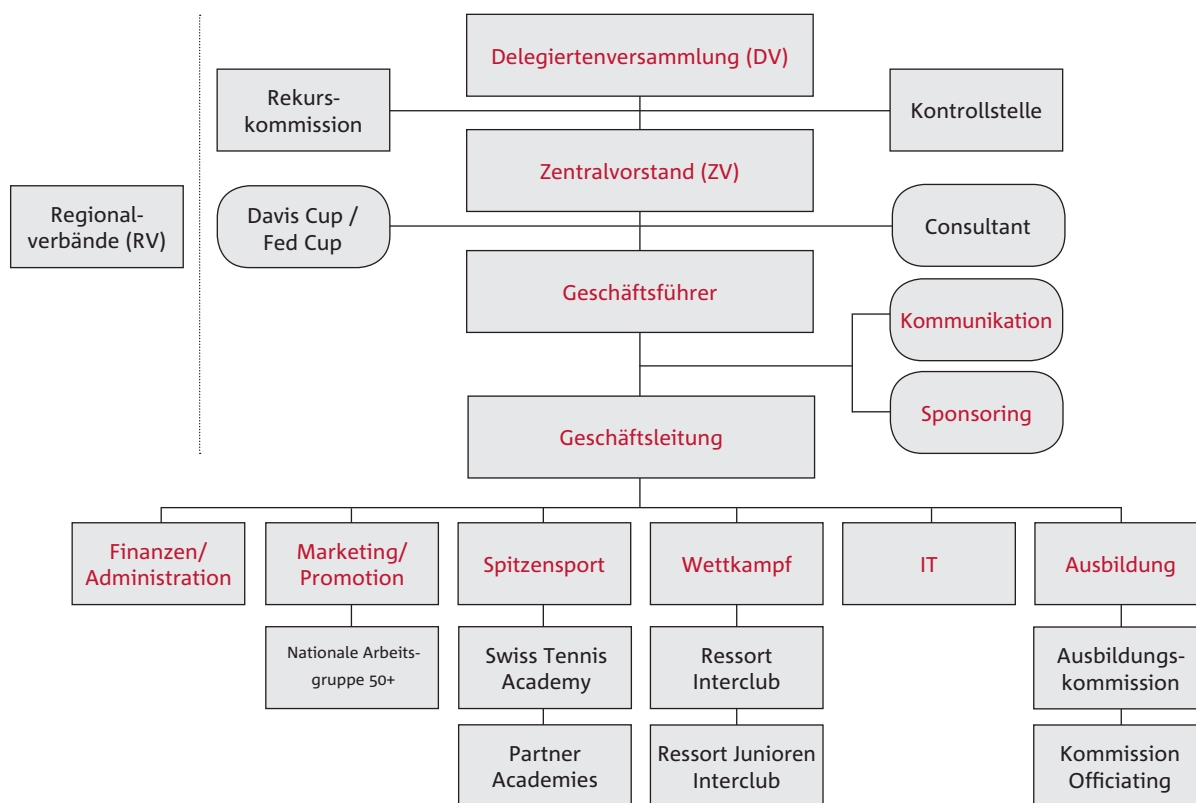 Delegiertenversammlung (DV)
Rekurs-
kommission
Kontrollstelle
Zentralvorstand (ZV)
Regional-
verbände (RV)
Davis Cup /
Fed Cup
Consultant
Geschäftsführer
Kommunikation
Sponsoring
Geschäftsleitung
Finanzen/
Administration
Marketing/
Promotion
Spitzensport
Wettkampf
IT
Ausbildung
Nationale Arbeits-
gruppe 50+
Swiss Tennis
Academy
Ressort
Interclub
Ausbildungs-
kommission
Partner
Academies
Ressort Junioren
Interclub
Kommission
Officiating